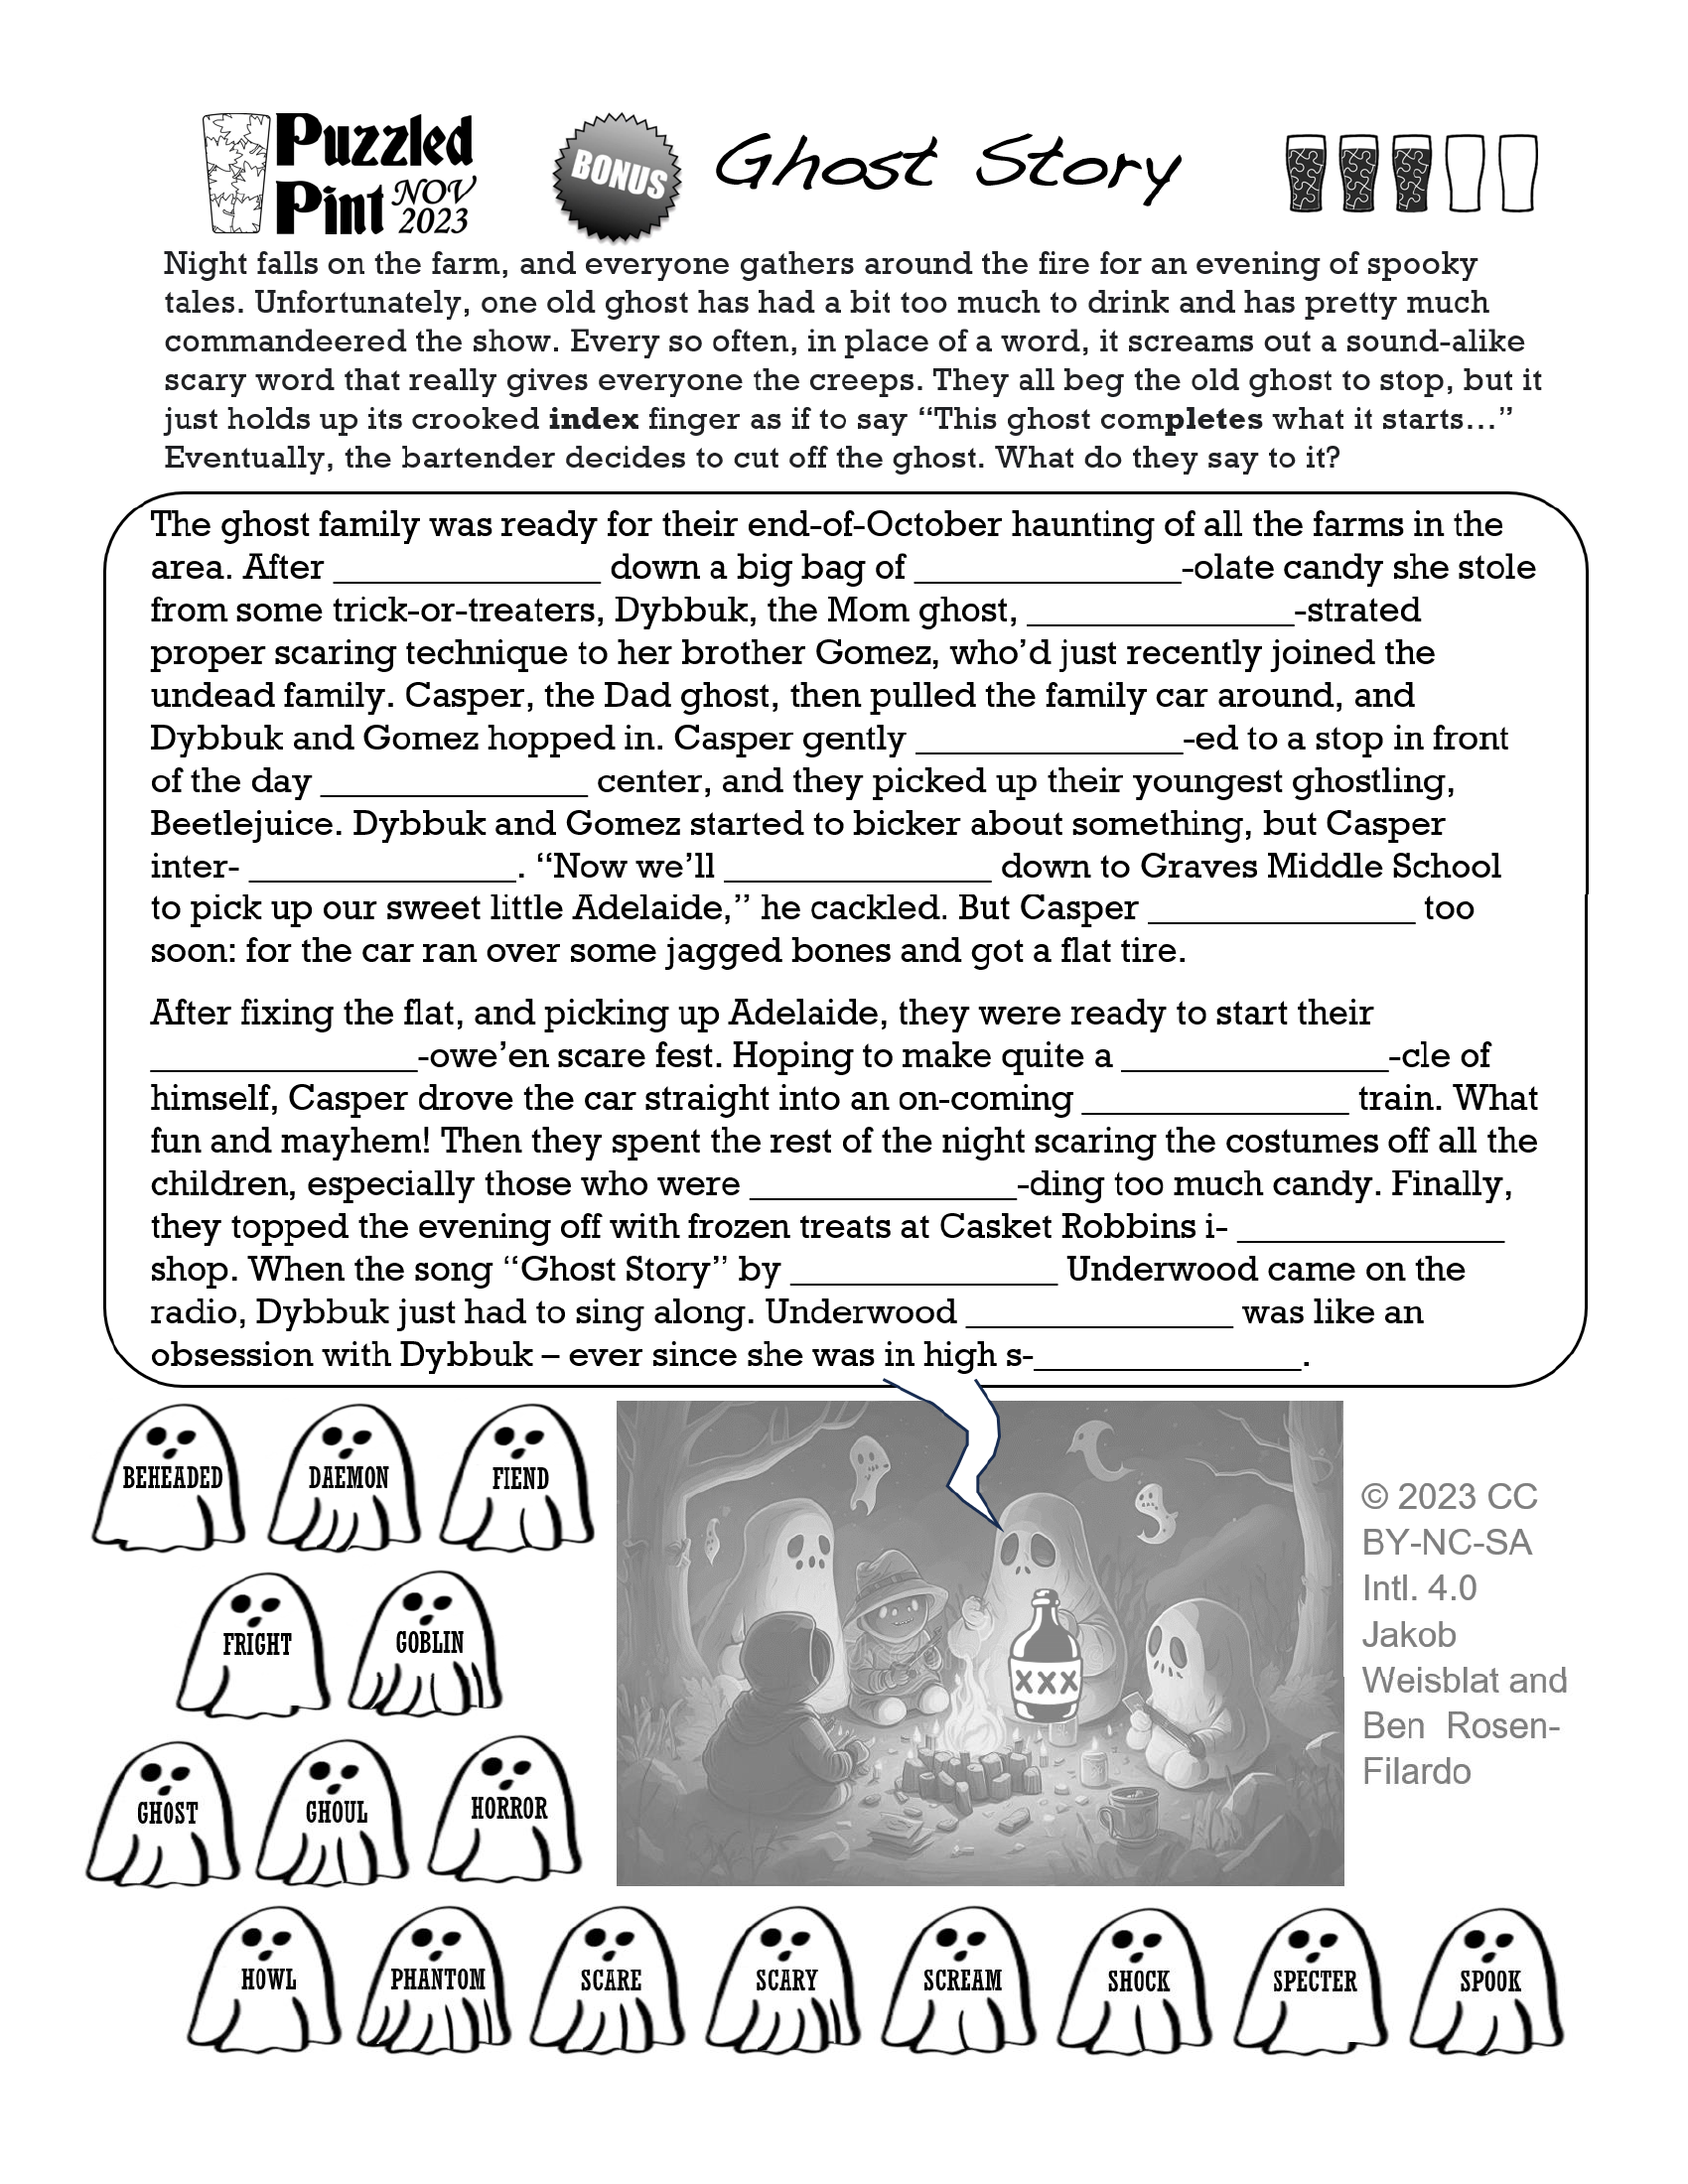 Puzzled
Pint NOV
2023
BONUS
Ghost Story
Night falls on the farm, and everyone gathers around the fire for an evening of spooky
tales. Unfortunately, one old ghost has had a bit too much to drink and has pretty much
commandeered the show. Every so often, in place of a word, it screams out a sound-alike
scary word that really gives everyone the creeps. They all beg the old ghost to stop, but it
just holds up its crooked index finger as if to say “This ghost completes what it starts…”
Eventually, the bartender decides to cut off the ghost. What do they say to it?
The ghost family was ready for their end-of-October haunting of all the farms in the
area. After ______________ down a big bag of ______________-olate candy she stole
from some trick-or-treaters, Dybbuk, the Mom ghost, ______________-strated
proper scaring technique to her brother Gomez, who’d just recently joined the
undead family. Casper, the Dad ghost, then pulled the family car around, and
Dybbuk and Gomez hopped in. Casper gently ______________-ed to a stop in front
of the day ______________ center, and they picked up their youngest ghostling,
Beetlejuice. Dybbuk and Gomez started to bicker about something, but Casper
inter- ______________. “Now we’ll ______________ down to Graves Middle School
to pick up our sweet little Adelaide,” he cackled. But Casper ______________ too
soon: for the car ran over some jagged bones and got a flat tire.
After fixing the flat, and picking up Adelaide, they were ready to start their
______________-owe’en scare fest. Hoping to make quite a ______________-cle of
himself, Casper drove the car straight into an on-coming ______________ train. What
fun and mayhem! Then they spent the rest of the night scaring the costumes off all the
children, especially those who were ______________-ding too much candy. Finally,
they topped the evening off with frozen treats at Casket Robbins i- ______________
shop. When the song “Ghost Story” by ______________ Underwood came on the
radio, Dybbuk just had to sing along. Underwood ______________ was like an
obsession with Dybbuk – ever since she was in high s-______________.
BEHEADED DAEMON FIEND
FRIGHT GOBLIN
GHOST GHOUL HORROR
XXX
© 2023 CC
BY-NC-SA
Intl. 4.0
Jakob
Weisblat and
Ben Rosen-
Filardo
HOWL PHANTOM SCARE SCARY SCREAM SHOCK SPECTER SPOOK